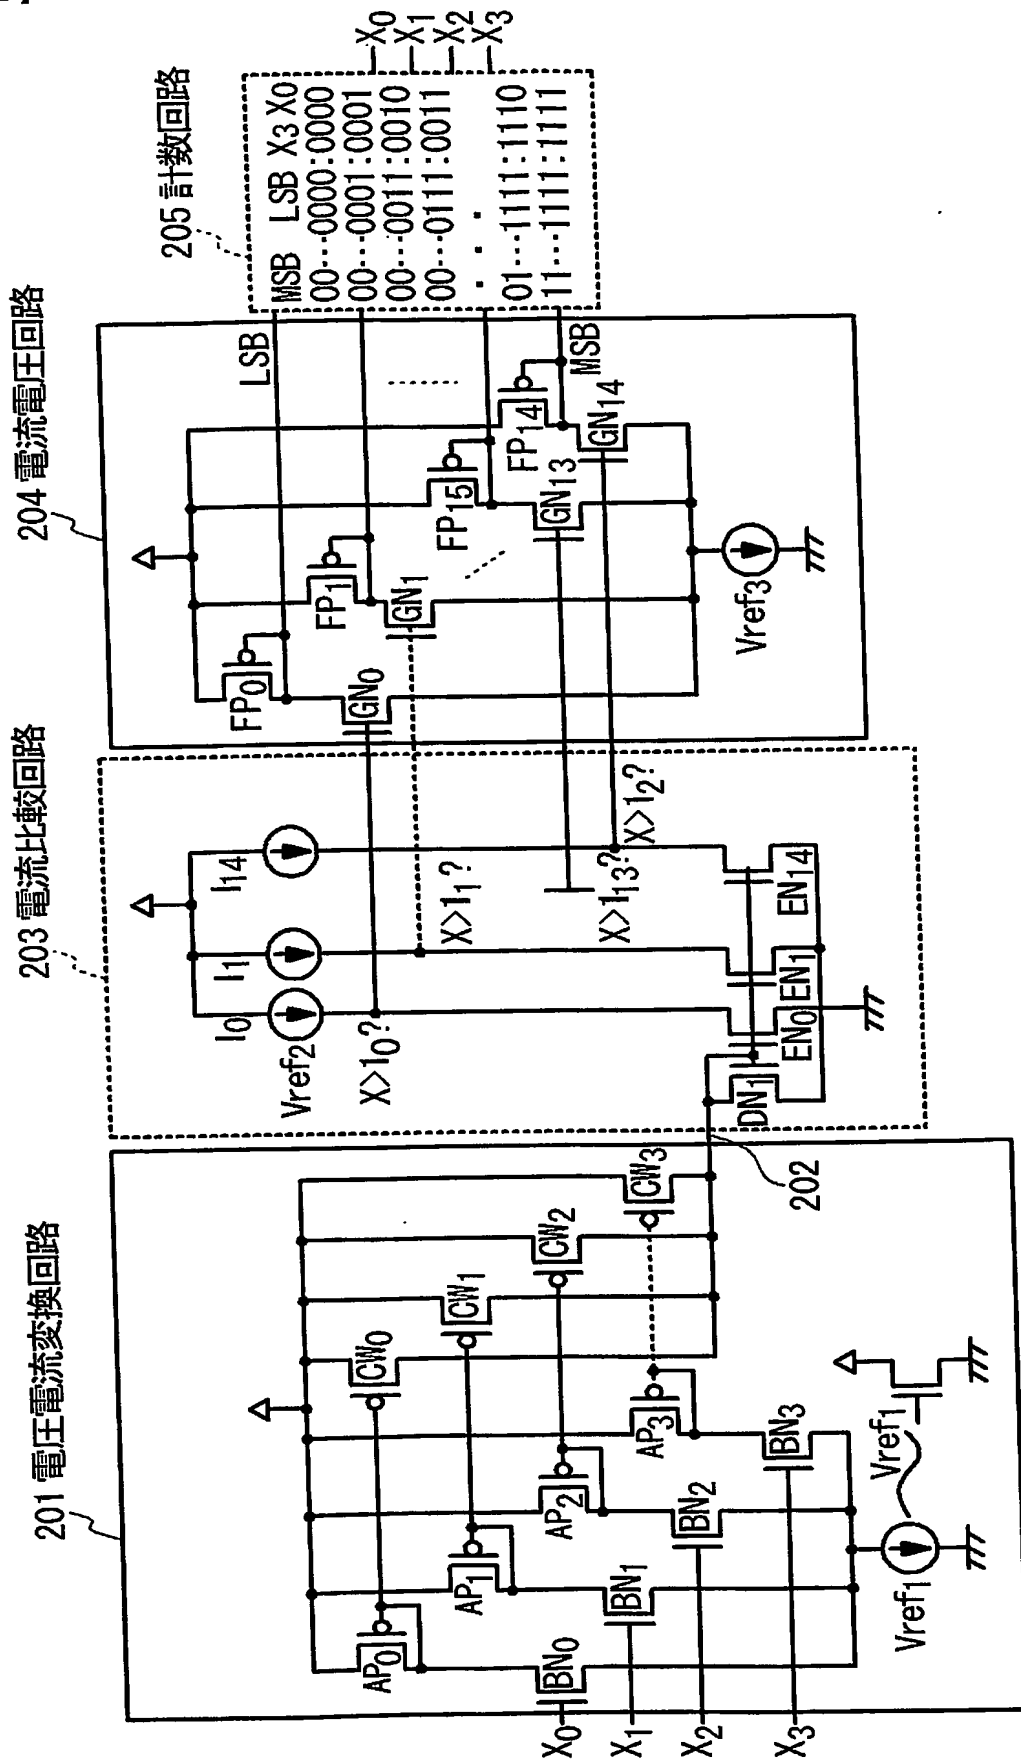 201 電圧電流変換回路
AP0
AP1
AP2
AP3
BN0
BN1
BN2
BN3
CW0
CW1
CW2
CW3
X0
X1
X2
X3
Vref1
Vref1
202
203 電流比較回路
I0
I1
I14
Vref2
X>I0?
X>I1?
X>I13?
X>I2?
DN1
EN0
EN1
EN14
204 電流電圧回路
FP0
FP1
FP15
FP14
GN0
GN1
GN13
GN14
LSB
MSB
Vref3
205 計数回路
MSB LSB X3 X0
00···0000:0000
00···0001:0001
00···0011:0010
00···0111:0011
· · ·
01···1111:1110
11···1111:1111
X0
X1
X2
X3